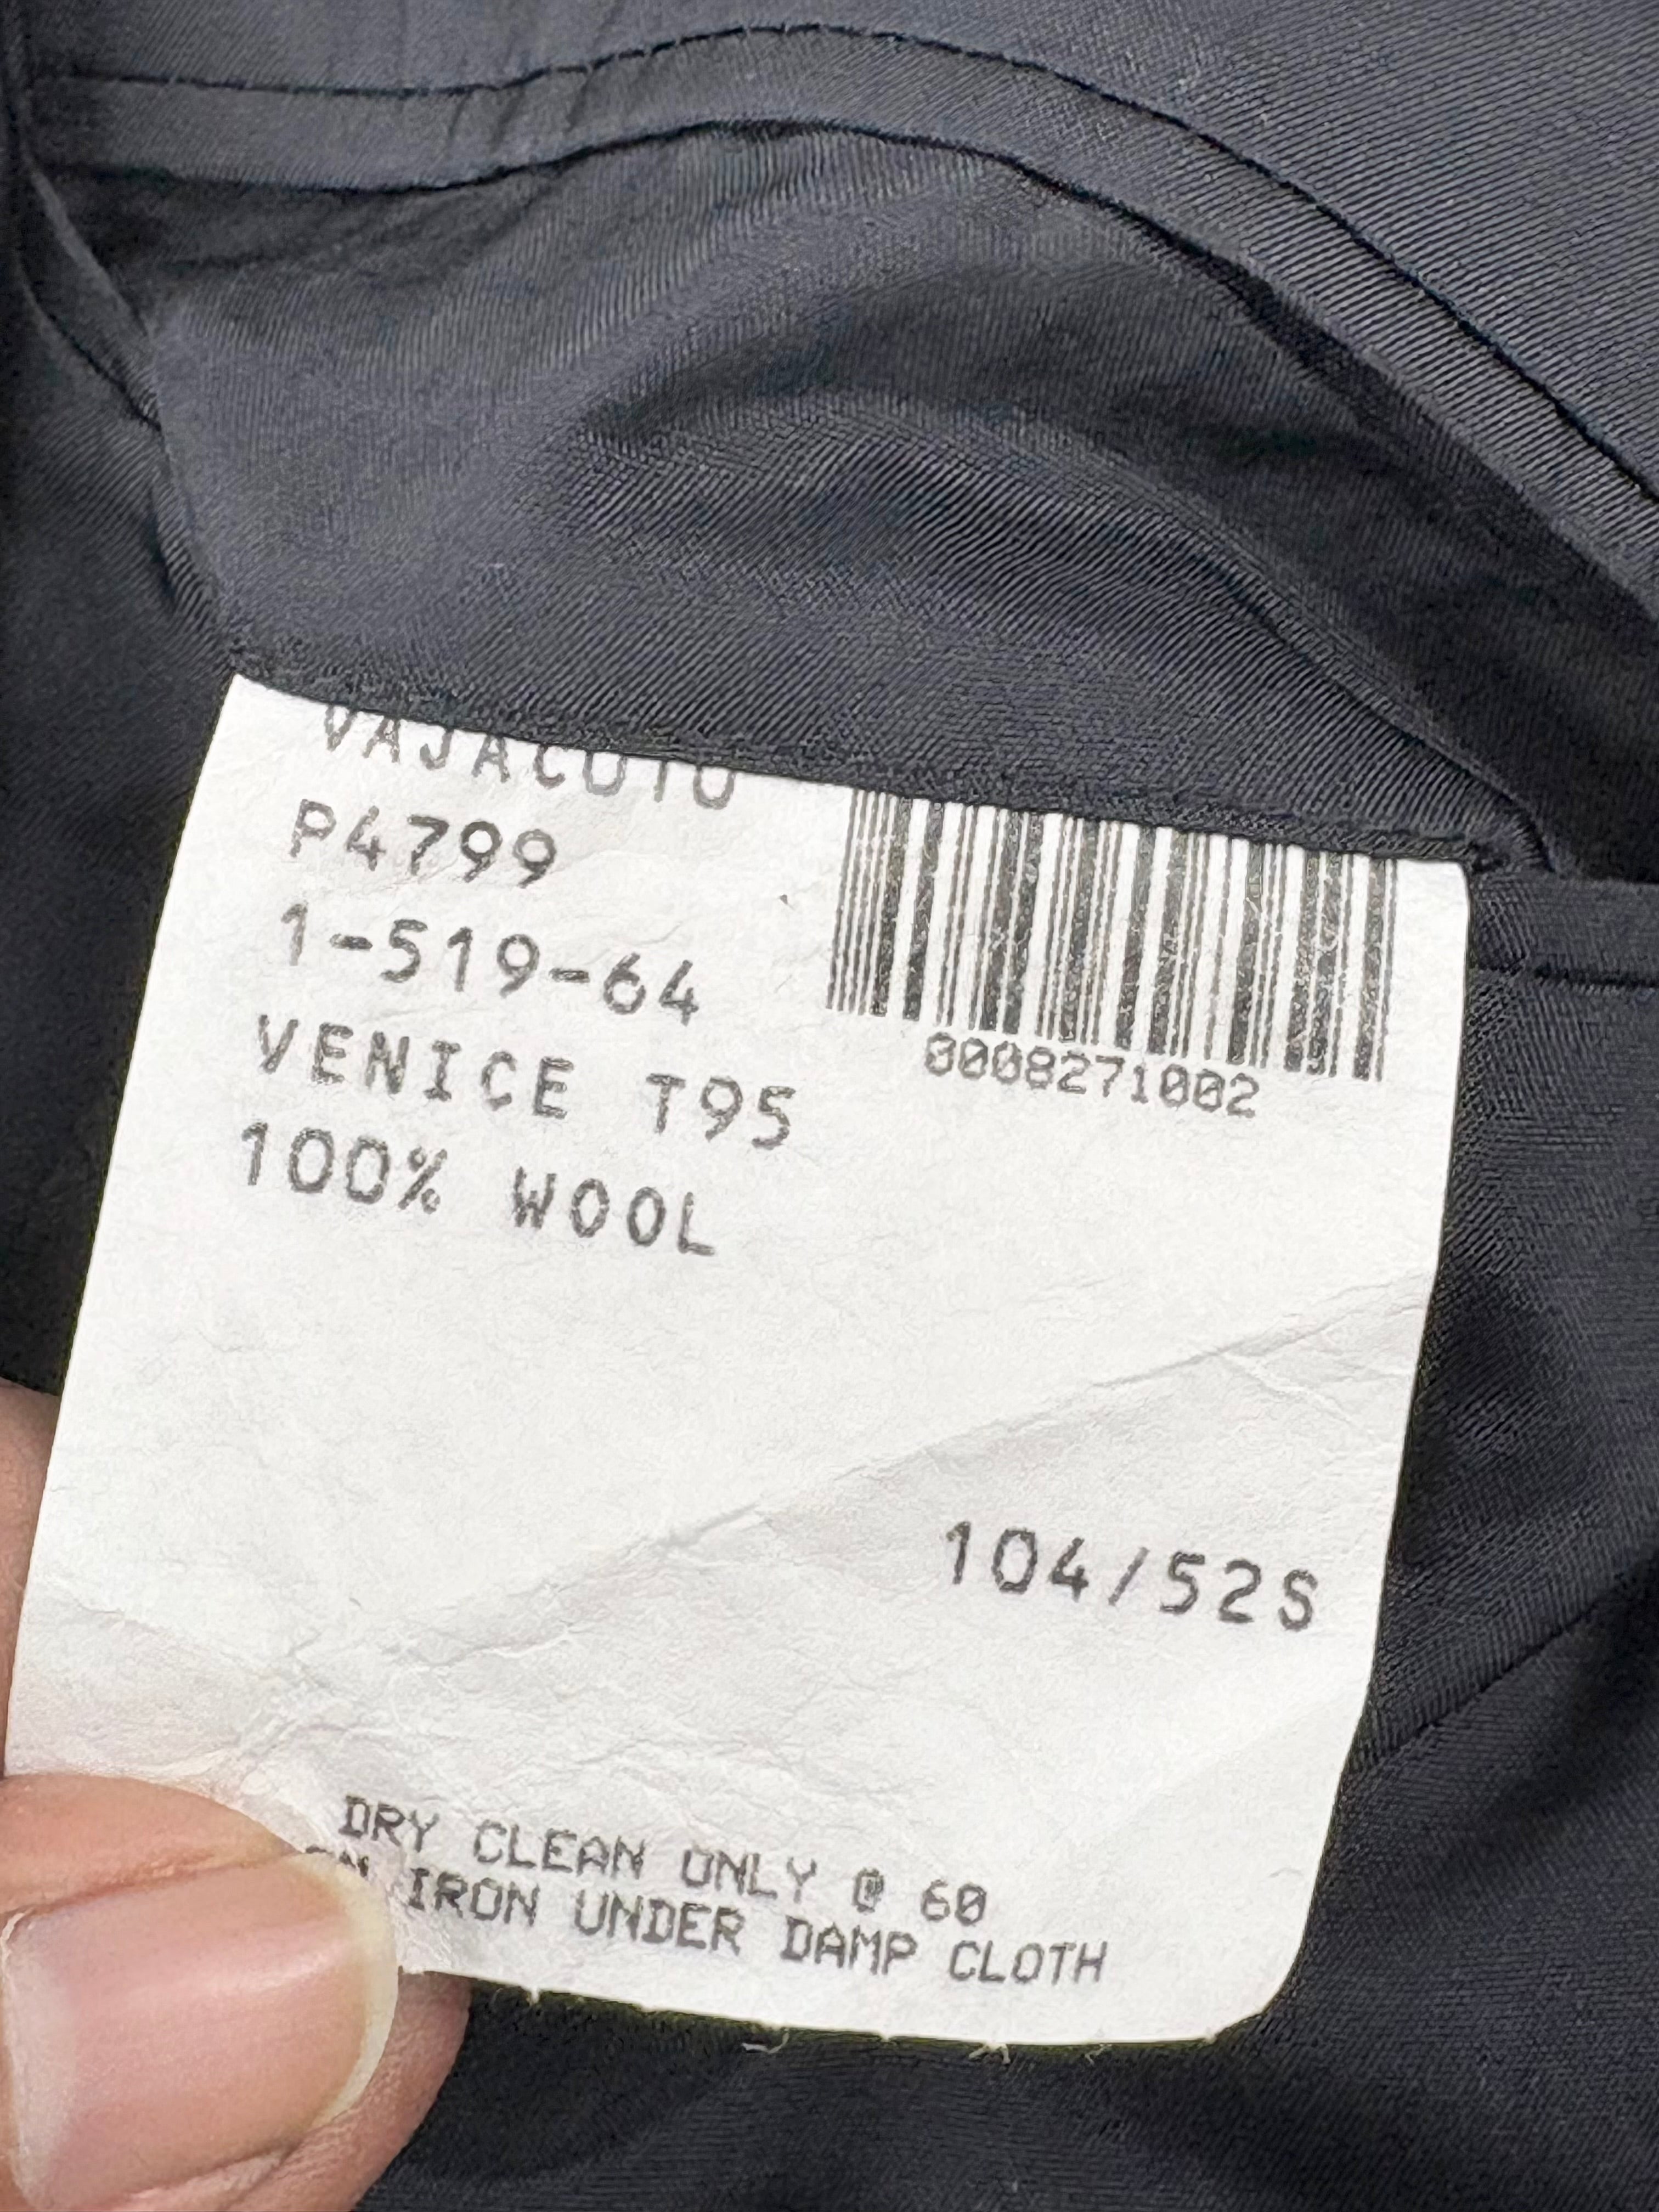 P4799
1-519-64
VENICE T95
100% WOOL
0008271002
104/52S
DRY CLEAN ONLY @ 60
IRON UNDER DAMP CLOTH